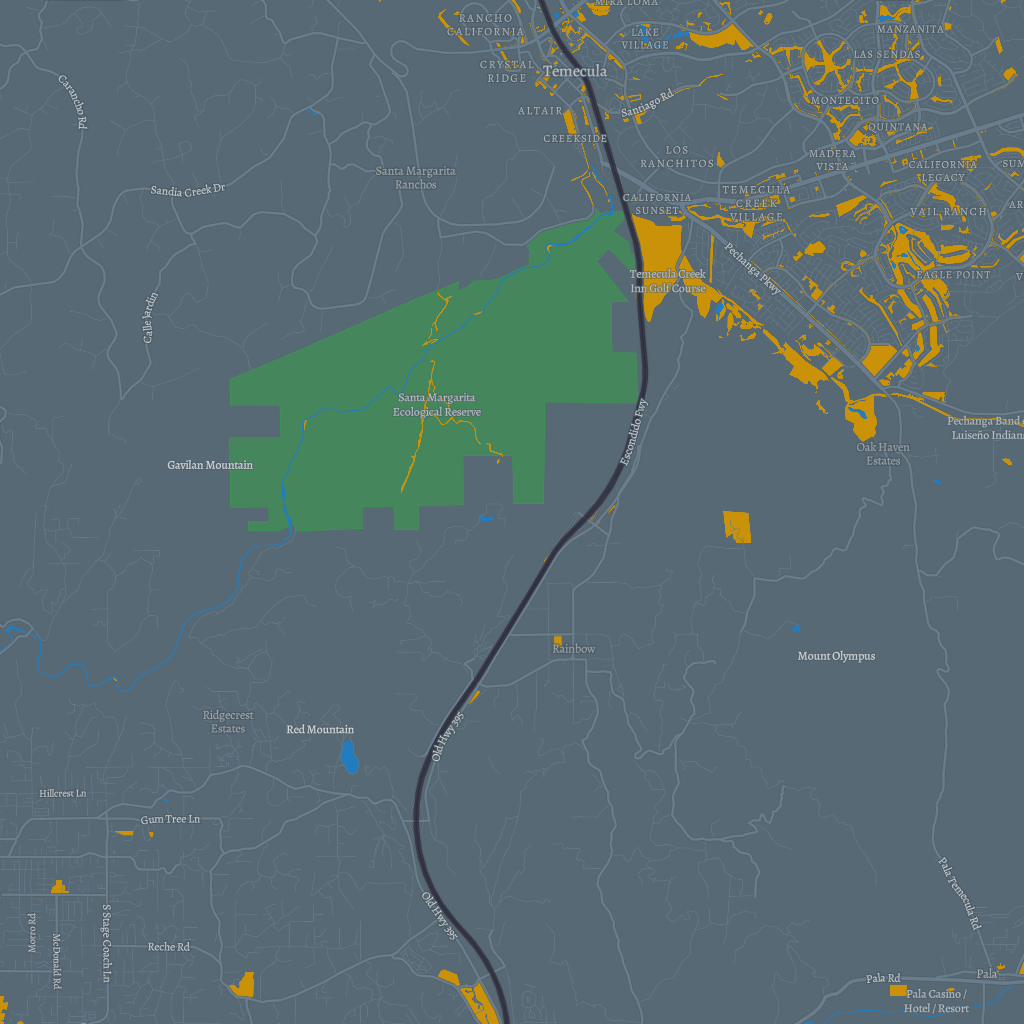 MIRA LOMA
RANCHO
CALIFORNIA
MANZANITA
LAKE
VILLAGE
LAS SENDAS
CRYSTAL
RIDGE
Temecula
Carancho Rd
Santiago Rd
MONTECITO
ALTAIR
QUINTANA
CREEKSIDE
LOS
RANCHITOS
MADERA
VISTA
CALIFORNIA
LEGACY
Santa Margarita
Ranchos
Sandia Creek Dr
TEMECULA
CREEK
VILLAGE
CALIFORNIA
SUNSET
VAIL RANCH
Pechanga Pkwy
Temecula Creek
Inn Golf Course
EAGLE POINT
Calle Jardin
Santa Margarita
Ecological Reserve
Escondido Fwy
Pechanga Band
Luiseño Indians
Oak Haven
Estates
Gavilan Mountain
Rainbow
Mount Olympus
Ridgecrest
Estates
Red Mountain
Old Hwy 395
Hillcrest Ln
Gum Tree Ln
Old Hwy 395
Pala Temecula Rd
Morro Rd
McDonald Rd
S Stage Coach Ln
Reche Rd
Pala Rd
Pala
Pala Casino /
Hotel / Resort